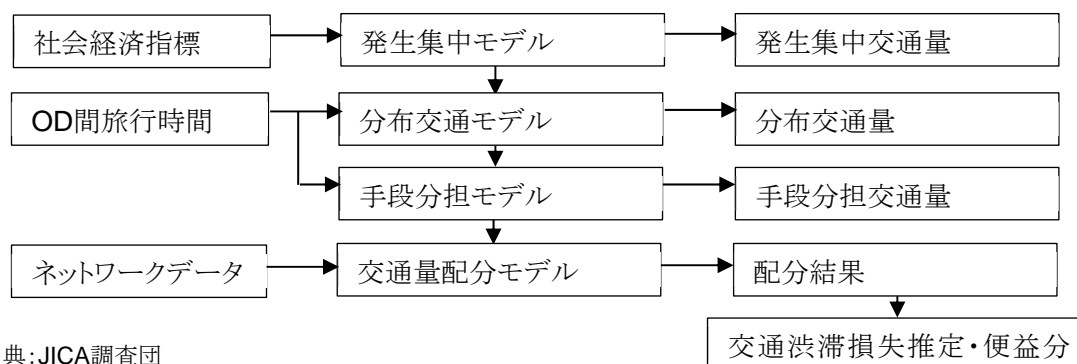 社会経済指標 発生集中モデル 発生集中交通量
OD間旅行時間 分布交通モデル 分布交通量
手段分担モデル 手段分担交通量
ネットワークデータ 交通量配分モデル 配分結果
交通渋滞損失推定・便益分
典:JICA調査団